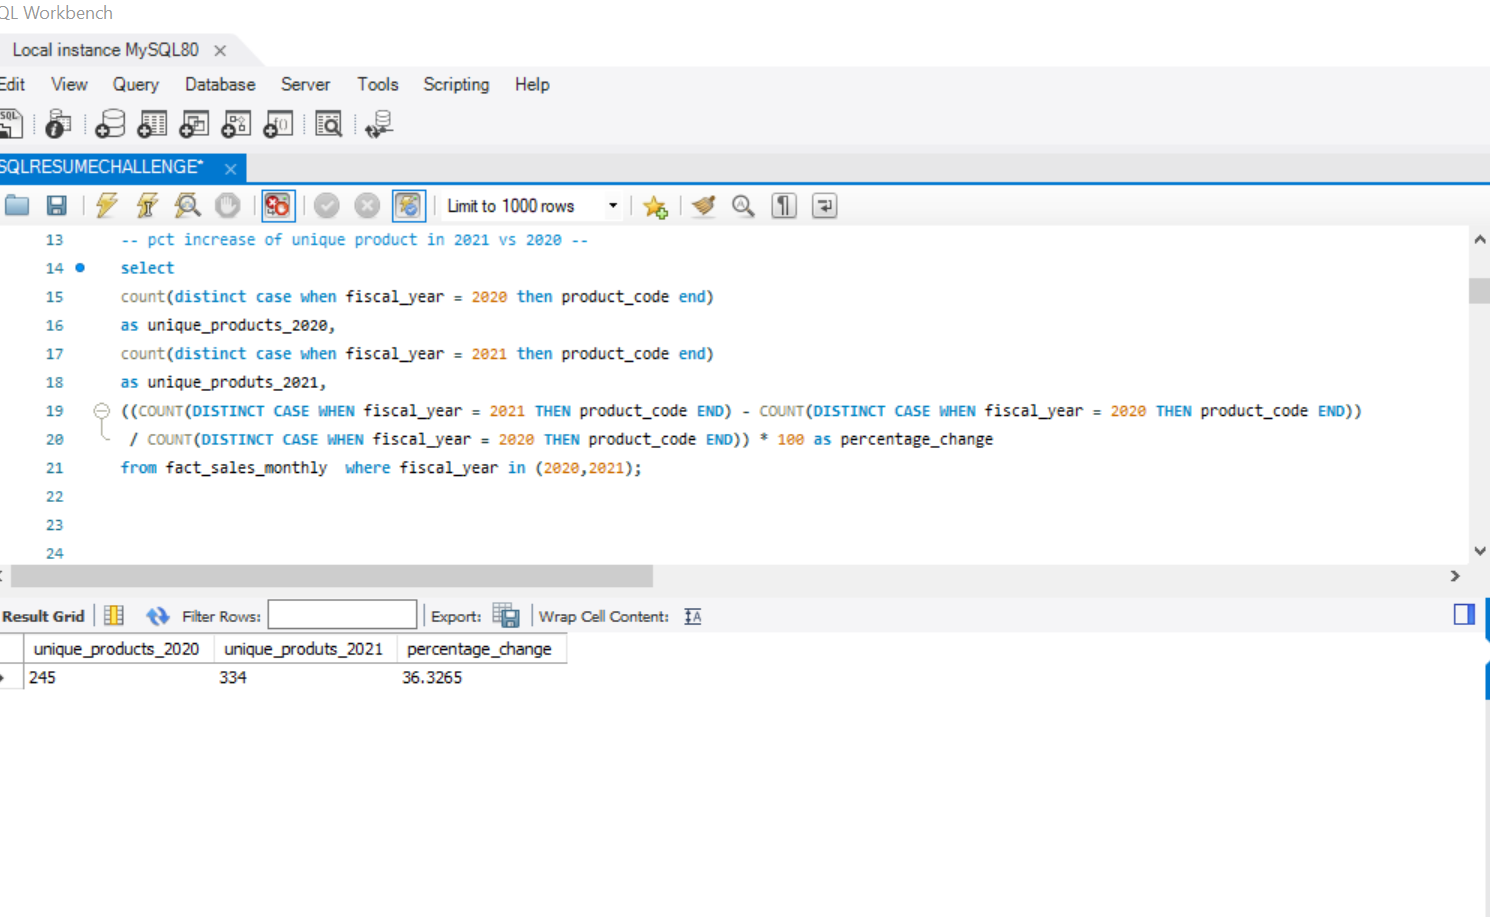 QL Workbench
Local instance MySQL80
Edit View Query Database Server Tools Scripting Help
SQLRESUMECHALLENGE*
Limit to 1000 rows
13 -- pct increase of unique product in 2021 vs 2020 --
14 select
15 count(distinct case when fiscal_year = 2020 then product_code end)
16 as unique_products_2020,
17 count(distinct case when fiscal_year = 2021 then product_code end)
18 as unique_produts_2021,
19 ((COUNT(DISTINCT CASE WHEN fiscal_year = 2021 THEN product_code END) - COUNT(DISTINCT CASE WHEN fiscal_year = 2020 THEN product_code END))
20 / COUNT(DISTINCT CASE WHEN fiscal_year = 2020 THEN product_code END)) * 100 as percentage_change
21 from fact_sales_monthly  where fiscal_year in (2020,2021);
22
23
24
Result Grid Filter Rows: Export: Wrap Cell Content:
unique_products_2020 unique_produts_2021 percentage_change
245 334 36.3265